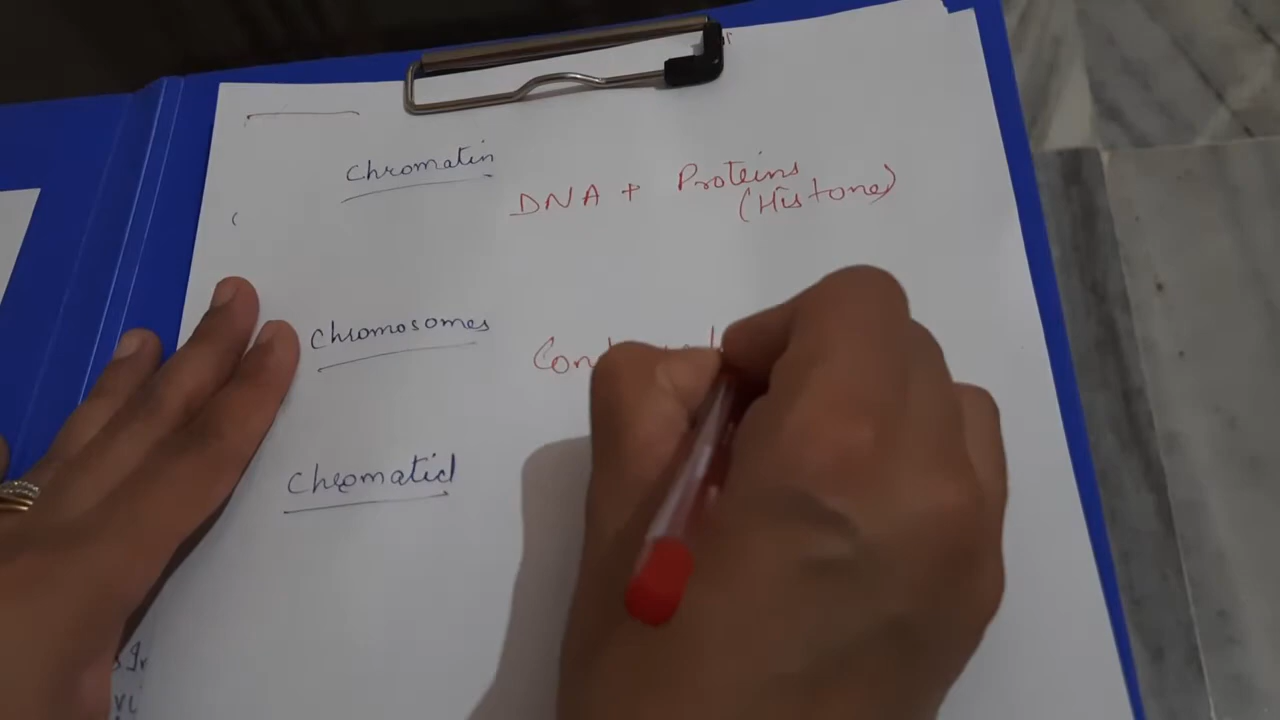 Chromatin
DNA + Proteins
(Histone)
Chromosomes
Chromatid